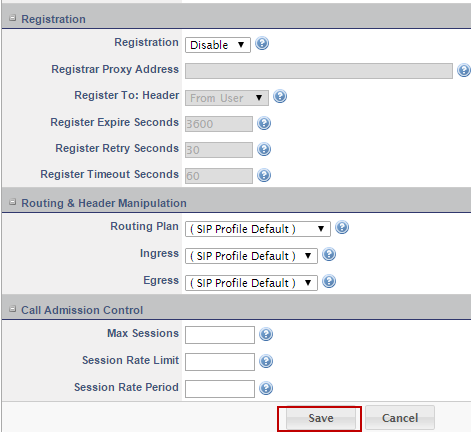 Registration
Registration Disable
Registrar Proxy Address
Register To: Header From User
Register Expire Seconds 3600
Register Retry Seconds 30
Register Timeout Seconds 60
Routing & Header Manipulation
Routing Plan ( SIP Profile Default )
Ingress ( SIP Profile Default )
Egress ( SIP Profile Default )
Call Admission Control
Max Sessions
Session Rate Limit
Session Rate Period
Save Cancel